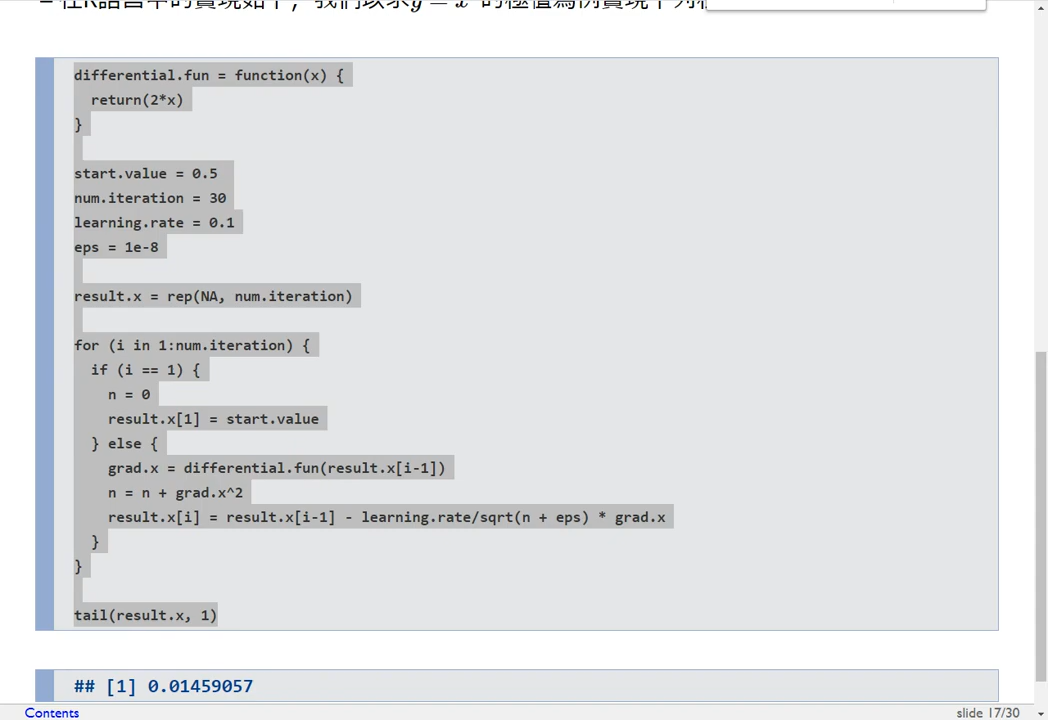 differential.fun = function(x) {
  return(2*x)
}
start.value = 0.5
num.iteration = 30
learning.rate = 0.1
eps = 1e-8
result.x = rep(NA, num.iteration)
for (i in 1:num.iteration) {
  if (i == 1) {
    n = 0
    result.x[1] = start.value
  } else {
    grad.x = differential.fun(result.x[i-1])
    n = n + grad.x^2
    result.x[i] = result.x[i-1] - learning.rate/sqrt(n + eps) * grad.x
  }
}
tail(result.x, 1)
## [1] 0.01459057
Contents
slide 17/30